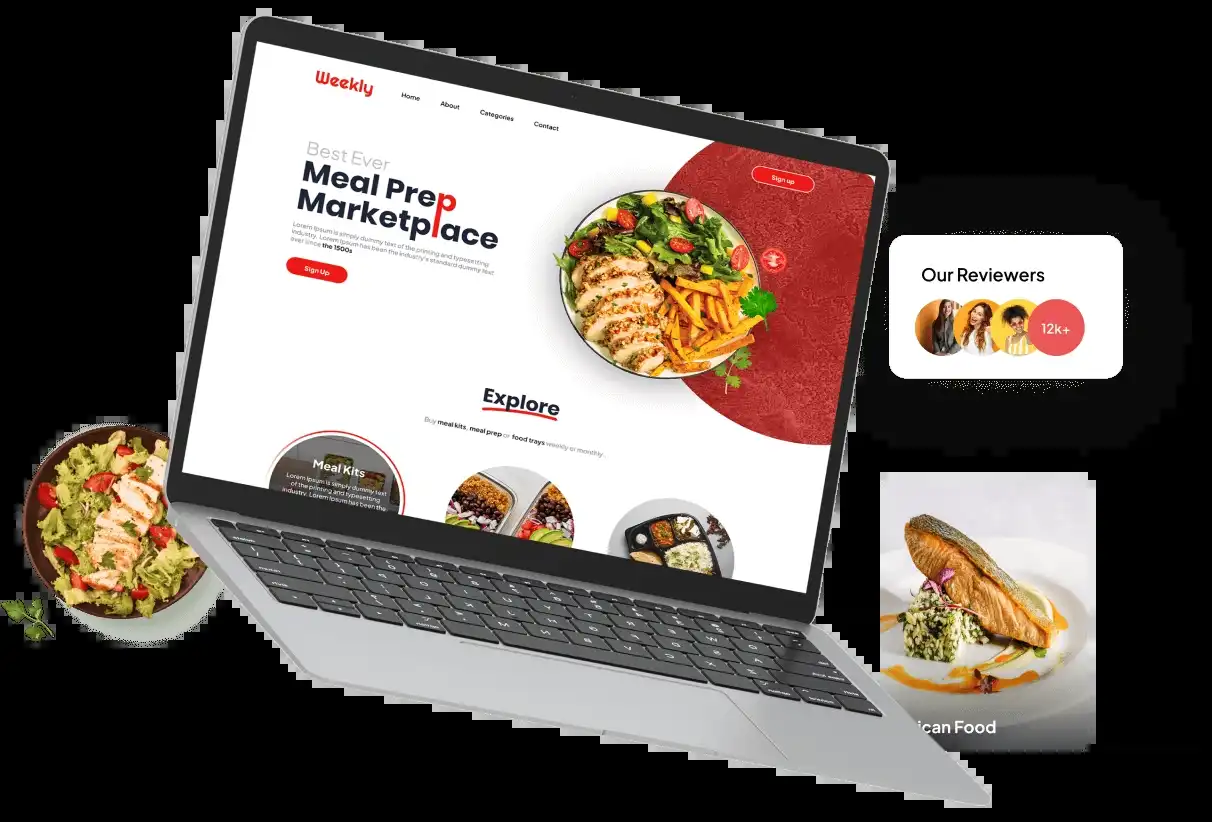 Weekly
Home
About
Categories
Contact
Sign up
Best Ever
Meal Prep
Marketplace
Lorem Ipsum is simply dummy text of the printing and typesetting
industry. Lorem Ipsum has been the industry's standard dummy text
ever since the 1500s
Sign Up
Explore
Buy meal kits, meal prep or food trays weekly or monthly .
Meal Kits
Lorem Ipsum is simply dummy
text of the printing and typesetting
industry. Lorem Ipsum has been the
Our Reviewers
12k+
ican Food